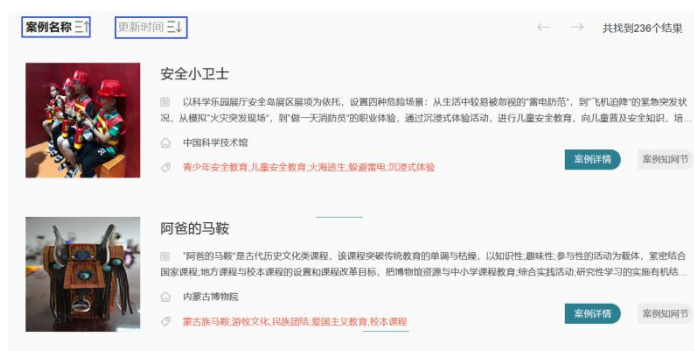 案例名称
更新时间
共找到236个结果
安全小卫士
以科学乐园展厅安全岛展区展项为依托，设置四种危险场景：从生活中较易被忽视的"雷电防范"，到"飞机迫降"的紧急突发状
况，从模拟"火灾突发现场"，到"做一天消防员"的职业体验，通过沉浸式体验活动，进行儿童安全教育，向儿童普及安全知识，培...
中国科学技术馆
青少年安全教育;儿童安全教育;火海逃生;躲避雷电;沉浸式体验
案例详情
案例知网节
阿爸的马鞍
"阿爸的马鞍"是古代历史文化类课程，该课程突破传统教育的单调与枯燥，以知识性;趣味性;参与性的活动为载体，紧密结合
国家课程;地方课程与校本课程的设置和课程改革目标，把博物馆资源与中小学课程教育;综合实践活动;研究性学习的实施有机结...
内蒙古博物院
蒙古族马鞍;游牧文化;民族团结;爱国主义教育;校本课程
案例详情
案例知网节